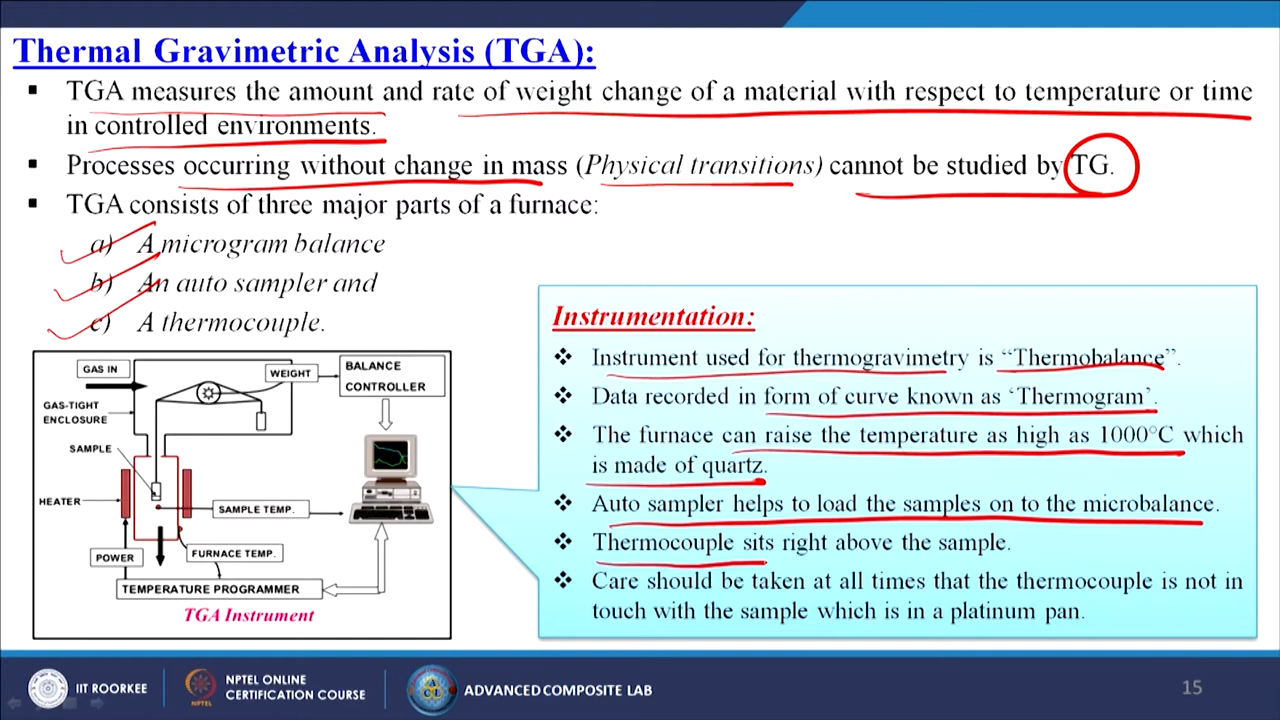 Thermal Gravimetric Analysis (TGA):
▪ TGA measures the amount and rate of weight change of a material with respect to temperature or time
in controlled environments.
▪ Processes occurring without change in mass (Physical transitions) cannot be studied by TG.
▪ TGA consists of three major parts of a furnace:
a) A microgram balance
b) An auto sampler and
c) A thermocouple.
GAS IN
WEIGHT
BALANCE
CONTROLLER
GAS-TIGHT
ENCLOSURE
SAMPLE
HEATER
SAMPLE TEMP.
POWER
FURNACE TEMP.
TEMPERATURE PROGRAMMER
TGA Instrument
Instrumentation:
❖ Instrument used for thermogravimetry is “Thermobalance”.
❖ Data recorded in form of curve known as ‘Thermogram’.
❖ The furnace can raise the temperature as high as 1000°C which
is made of quartz.
❖ Auto sampler helps to load the samples on to the microbalance.
❖ Thermocouple sits right above the sample.
❖ Care should be taken at all times that the thermocouple is not in
touch with the sample which is in a platinum pan.
IIT ROORKEE
NPTEL
NPTEL ONLINE
CERTIFICATION COURSE
ACL
ADVANCED COMPOSITE LAB
15